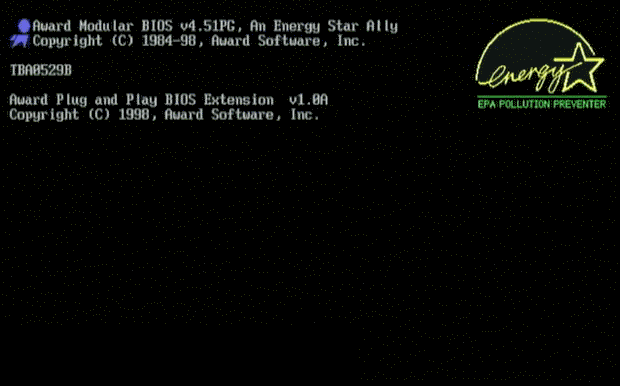 Award Modular BIOS v4.51PG, An Energy Star Ally
Copyright (C) 1984-98, Award Software, Inc.
TBA0529B
Award Plug and Play BIOS Extension v1.0A
Copyright (C) 1998, Award Software, Inc.
energy
EPA POLLUTION PREVENTER